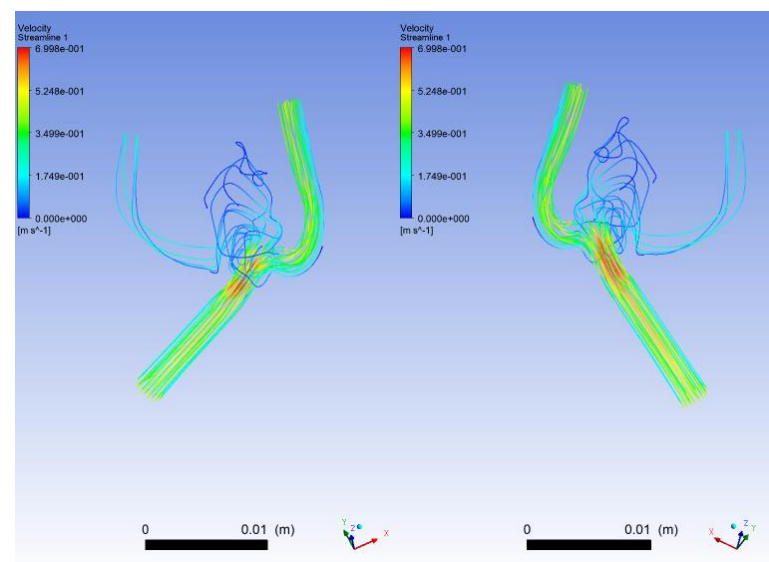 Velocity
Streamline 1
6.998e-001
5.248e-001
3.499e-001
1.749e-001
0.000e+000
[m s^-1]
0 0.01 (m)
Y Z X
Velocity
Streamline 1
6.998e-001
5.248e-001
3.499e-001
1.749e-001
0.000e+000
[m s^-1]
0 0.01 (m)
X Z Y